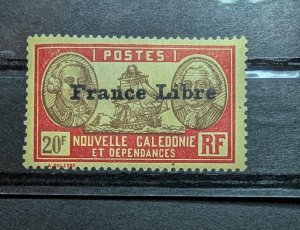 POSTES
France Libre
20F NOUVELLE CALEDONIE RF
ET DEPENDANCES